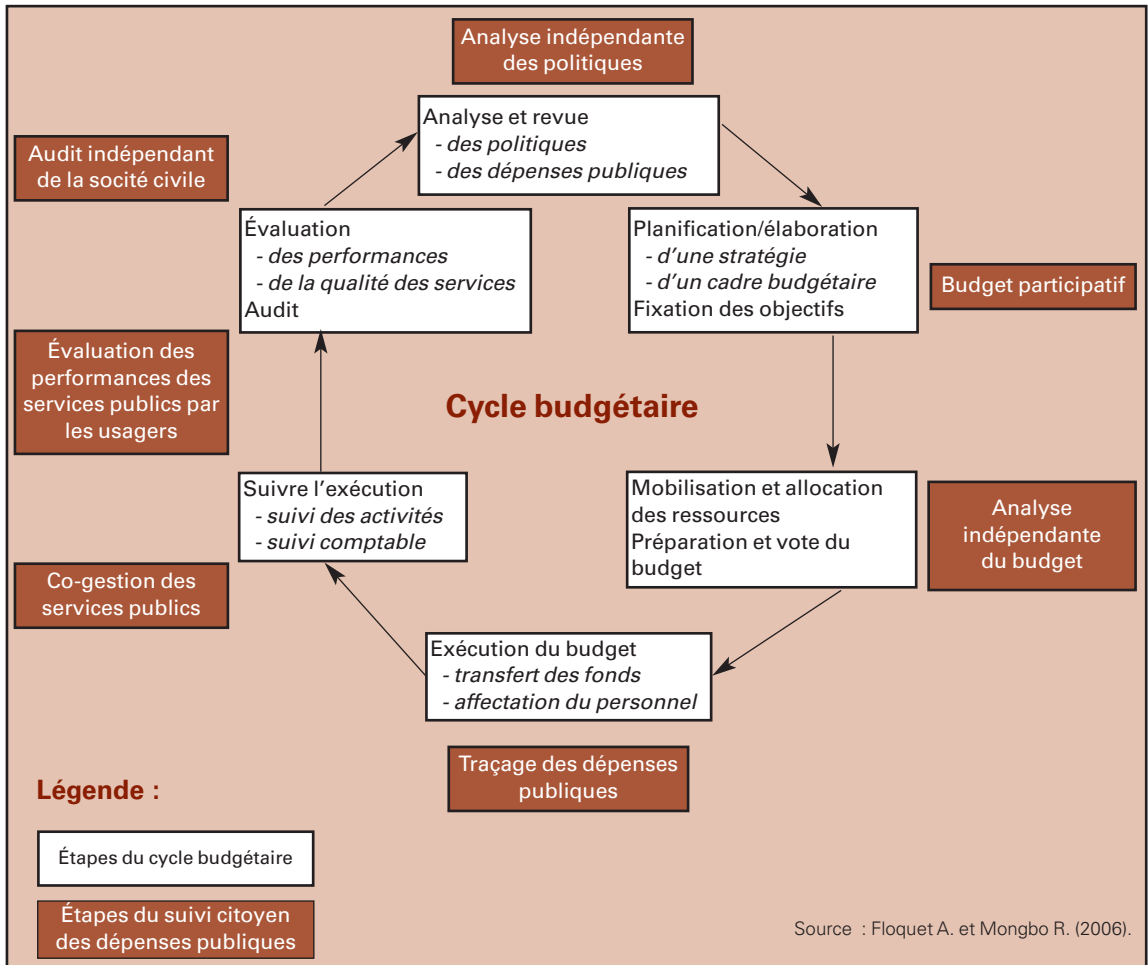 Analyse indépendante
des politiques
Analyse et revue
- des politiques
- des dépenses publiques
Audit indépendant
de la socité civile
Évaluation
- des performances
- de la qualité des services
Audit
Planification/élaboration
- d'une stratégie
- d'un cadre budgétaire
Fixation des objectifs
Budget participatif
Évaluation des
performances des
services publics par
les usagers
Cycle budgétaire
Suivre l'exécution
- suivi des activités
- suivi comptable
Mobilisation et allocation
des ressources
Préparation et vote du
budget
Analyse
indépendante
du budget
Co-gestion des
services publics
Exécution du budget
- transfert des fonds
- affectation du personnel
Traçage des dépenses
publiques
Légende :
Étapes du cycle budgétaire
Étapes du suivi citoyen
des dépenses publiques
Source : Floquet A. et Mongbo R. (2006).